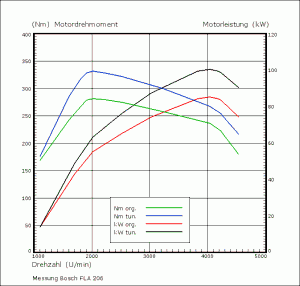 (Nm) Motordrehmoment Motorleistung (kW)
400 120
350 100
300 80
250
200 60
150 40
100
50 20
0 0
1000 2000 3000 4000 5000
Nm org.
Nm tun.
kW org.
kW tun.
Drehzahl (U/min)
Messung Bosch FLA 206